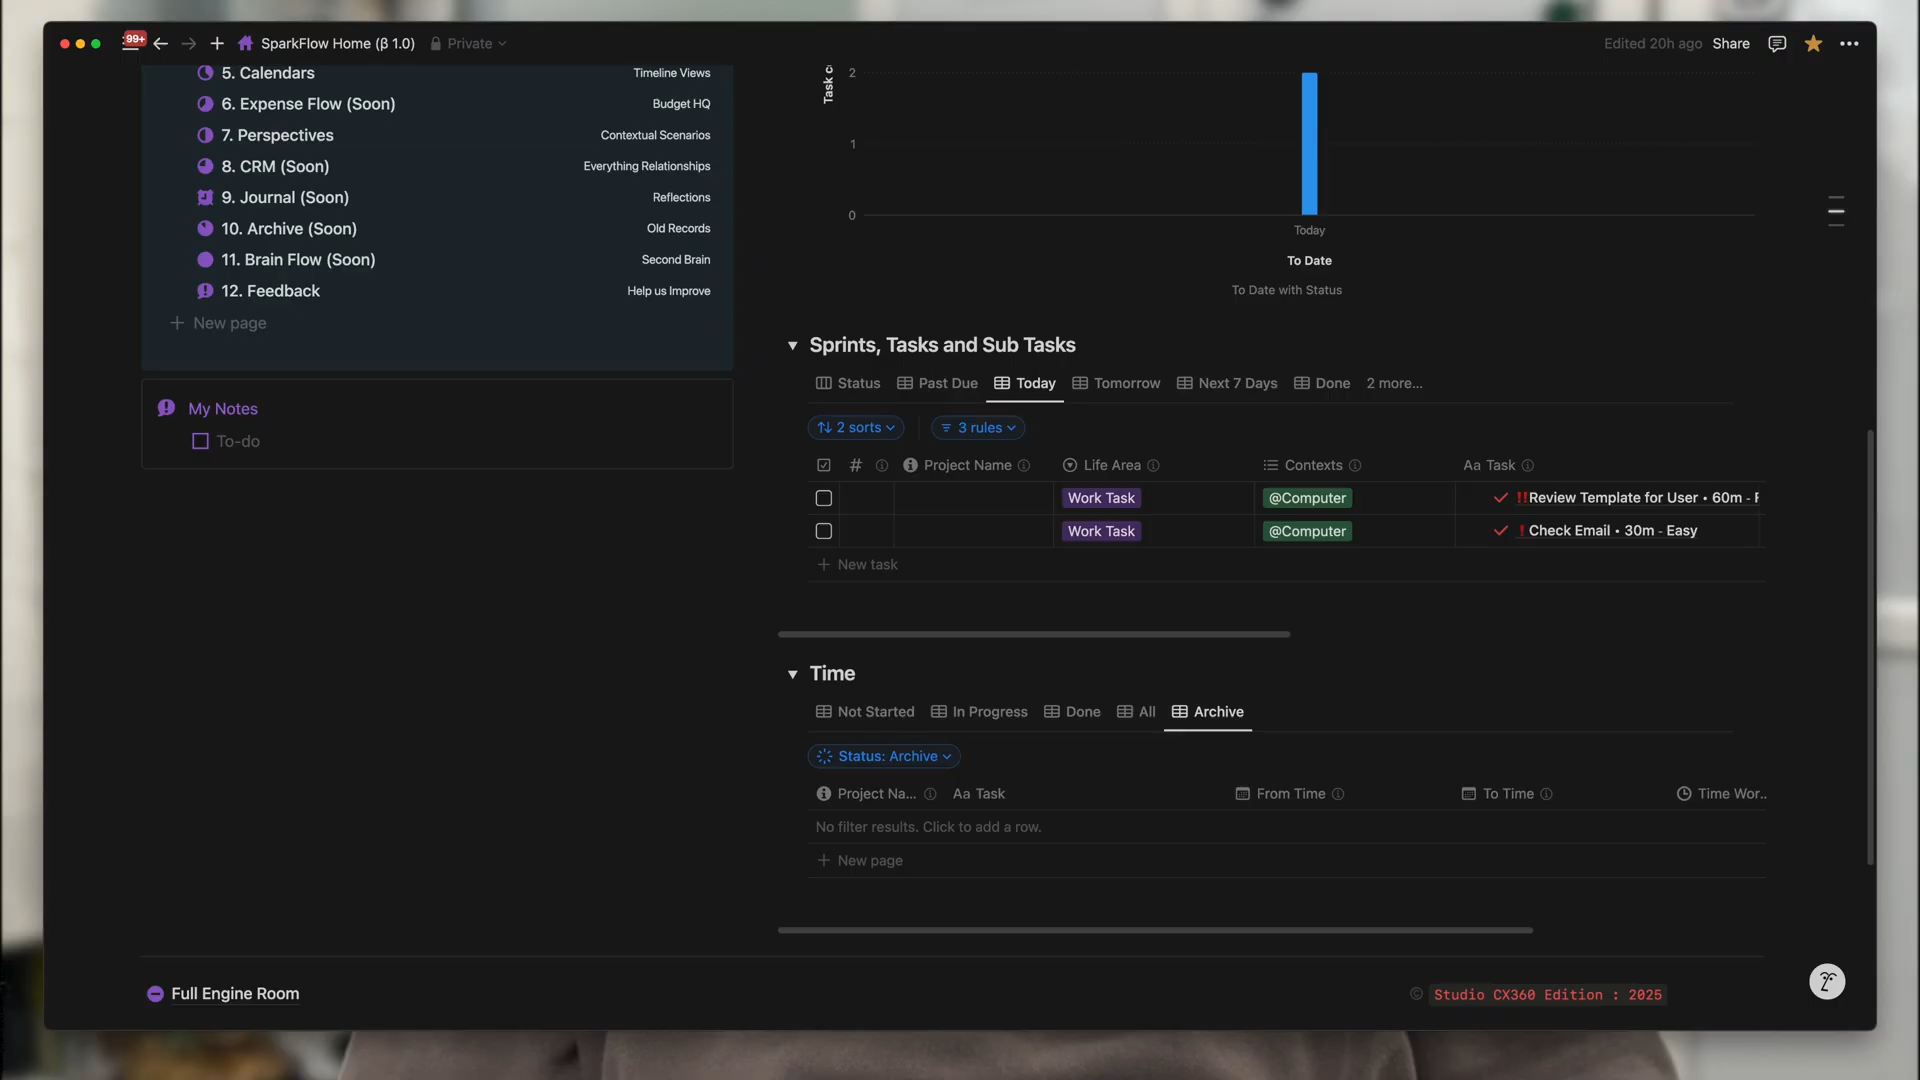 99+
SparkFlow Home (β 1.0) Private
Edited 20h ago Share
5. Calendars Timeline Views
6. Expense Flow (Soon) Budget HQ
7. Perspectives Contextual Scenarios
8. CRM (Soon) Everything Relationships
9. Journal (Soon) Reflections
10. Archive (Soon) Old Records
11. Brain Flow (Soon) Second Brain
12. Feedback Help us Improve
+ New page
My Notes
To-do
Task
2
1
0
Today
To Date
To Date with Status
Sprints, Tasks and Sub Tasks
Status Past Due Today Tomorrow Next 7 Days Done 2 more...
2 sorts 3 rules
# Project Name Life Area Contexts Aa Task
Work Task @Computer ‼Review Template for User • 60m -
Work Task @Computer ! Check Email • 30m - Easy
+ New task
Time
Not Started In Progress Done All Archive
Status: Archive
Project Na... Aa Task From Time To Time Time Wor..
No filter results. Click to add a row.
+ New page
Full Engine Room
© Studio CX360 Edition : 2025